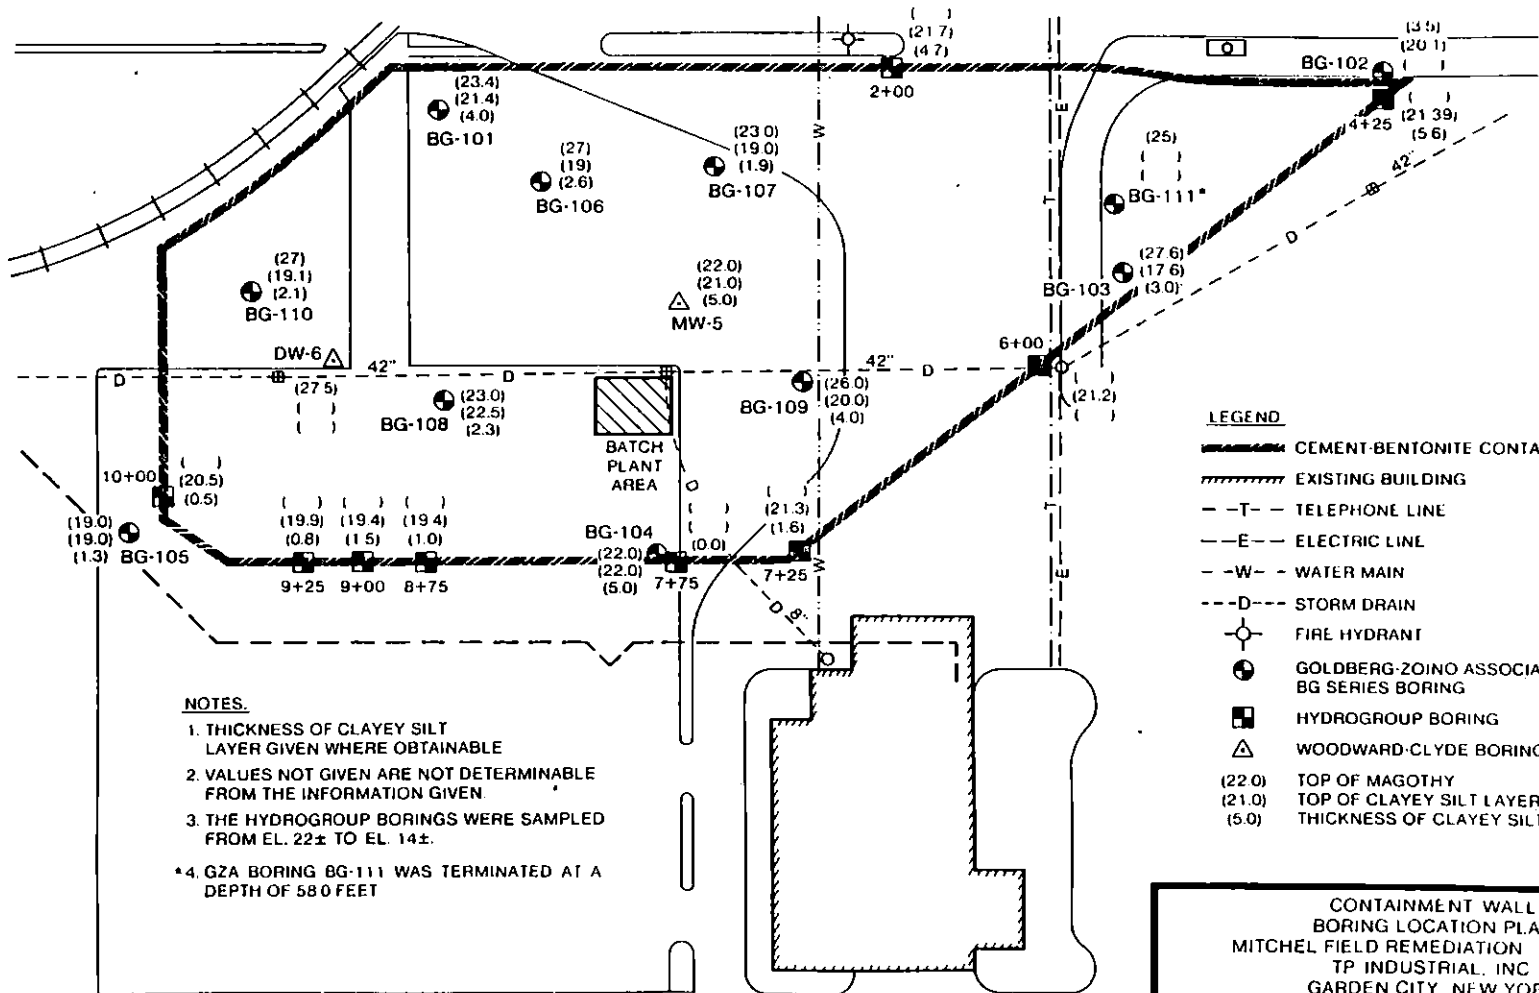 (21.7)
(4.7)
2+00
(3.5)
(20.1)
BG-102
4+25
(21.39)
(5.6)
42"
(23.4)
(21.4)
(4.0)
BG-101
(27)
(19)
(2.6)
BG-106
(23.0)
(19.0)
(1.9)
BG-107
W
T
E
(25)
BG-111*
D
(27)
(19.1)
(2.1)
BG-110
(22.0)
(21.0)
(5.0)
MW-5
(27.6)
(17.6)
(3.0)
BG-103
6+00
DW-6
D
42"
D
42"
D
(27.5)
BG-108
(23.0)
(22.5)
(2.3)
BATCH
PLANT
AREA
BG-109
(26.0)
(20.0)
(4.0)
(21.2)
10+00
(20.5)
(0.5)
(19.0)
(19.0)
(1.3)
BG-105
(19.9)
(0.8)
9+25
(19.4)
(1.5)
9+00
(19.4)
(1.0)
8+75
BG-104
(22.0)
(22.0)
(5.0)
D
(0.0)
7+75
(21.3)
(1.6)
7+25
W
T
E
D 8"
LEGEND
CEMENT-BENTONITE CONTA
EXISTING BUILDING
-T- TELEPHONE LINE
-E- ELECTRIC LINE
-W- WATER MAIN
-D- STORM DRAIN
FIRE HYDRANT
GOLDBERG-ZOINO ASSOCIA
BG SERIES BORING
HYDROGROUP BORING
WOODWARD-CLYDE BORING
(22.0) TOP OF MAGOTHY
(21.0) TOP OF CLAYEY SILT LAYER
(5.0) THICKNESS OF CLAYEY SILT
NOTES.
1. THICKNESS OF CLAYEY SILT
LAYER GIVEN WHERE OBTAINABLE
2. VALUES NOT GIVEN ARE NOT DETERMINABLE
FROM THE INFORMATION GIVEN.
3. THE HYDROGROUP BORINGS WERE SAMPLED
FROM EL. 22± TO EL. 14±.
*4. GZA BORING BG-111 WAS TERMINATED AT A
DEPTH OF 58.0 FEET
CONTAINMENT WALL
BORING LOCATION PLA
MITCHEL FIELD REMEDIATION
TP INDUSTRIAL, INC
GARDEN CITY, NEW YOR